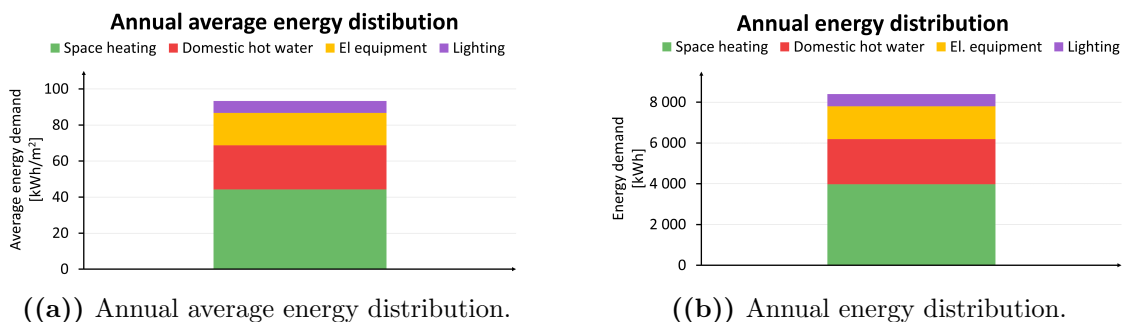 Annual average energy distibution
Space heating Domestic hot water El equipment Lighting
100
80
60
40
20
0
Average energy demand
[kWh/m²]
((a)) Annual average energy distribution.
Annual energy distribution
Space heating Domestic hot water El. equipment Lighting
8 000
6 000
4 000
2 000
0
Energy demand
[kWh]
((b)) Annual energy distribution.